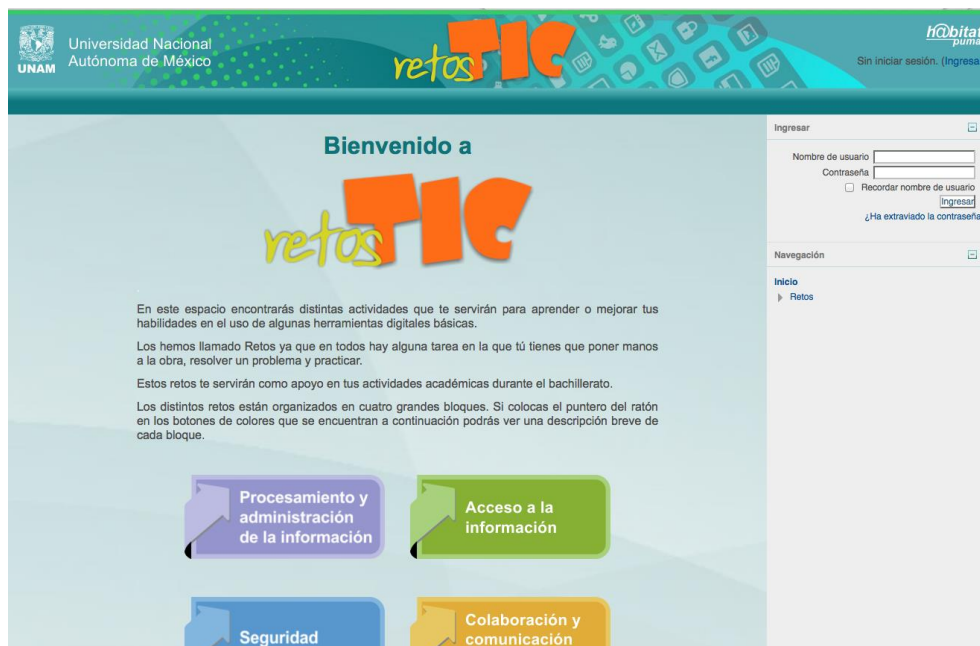 Universidad Nacional
Autónoma de México
UNAM
retos TIC
h@bitat
puma
Sin iniciar sesión. (Ingresa
Bienvenido a
retos TIC
En este espacio encontrarás distintas actividades que te servirán para aprender o mejorar tus
habilidades en el uso de algunas herramientas digitales básicas.
Los hemos llamado Retos ya que en todos hay alguna tarea en la que tú tienes que poner manos
a la obra, resolver un problema y practicar.
Estos retos te servirán como apoyo en tus actividades académicas durante el bachillerato.
Los distintos retos están organizados en cuatro grandes bloques. Si colocas el puntero del ratón
en los botones de colores que se encuentran a continuación podrás ver una descripción breve de
cada bloque.
Procesamiento y
administración
de la información
Acceso a la
información
Seguridad
Colaboración y
comunicación
Ingresar
Nombre de usuario
Contraseña
Recordar nombre de usuario
Ingresar
¿Ha extraviado la contraseña
Navegación
Inicio
Retos